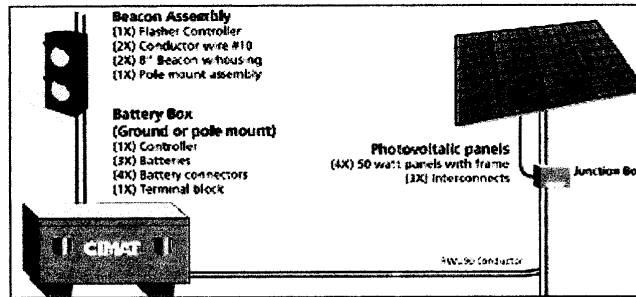 Beacon Assembly
(1X) Flasher Controller
(2X) Conductor wire #10
(2X) 8" Beacon w/housing
(1X) Pole mount assembly
Battery Box
(Ground or pole mount)
(1X) Controller
(3X) Batteries
(4X) Battery connectors
(1X) Terminal block
CIMAT
Photovoltalic panels
(4X) 50 watt panels with frame
(3X) Interconnects
Junction Bo
Conductor